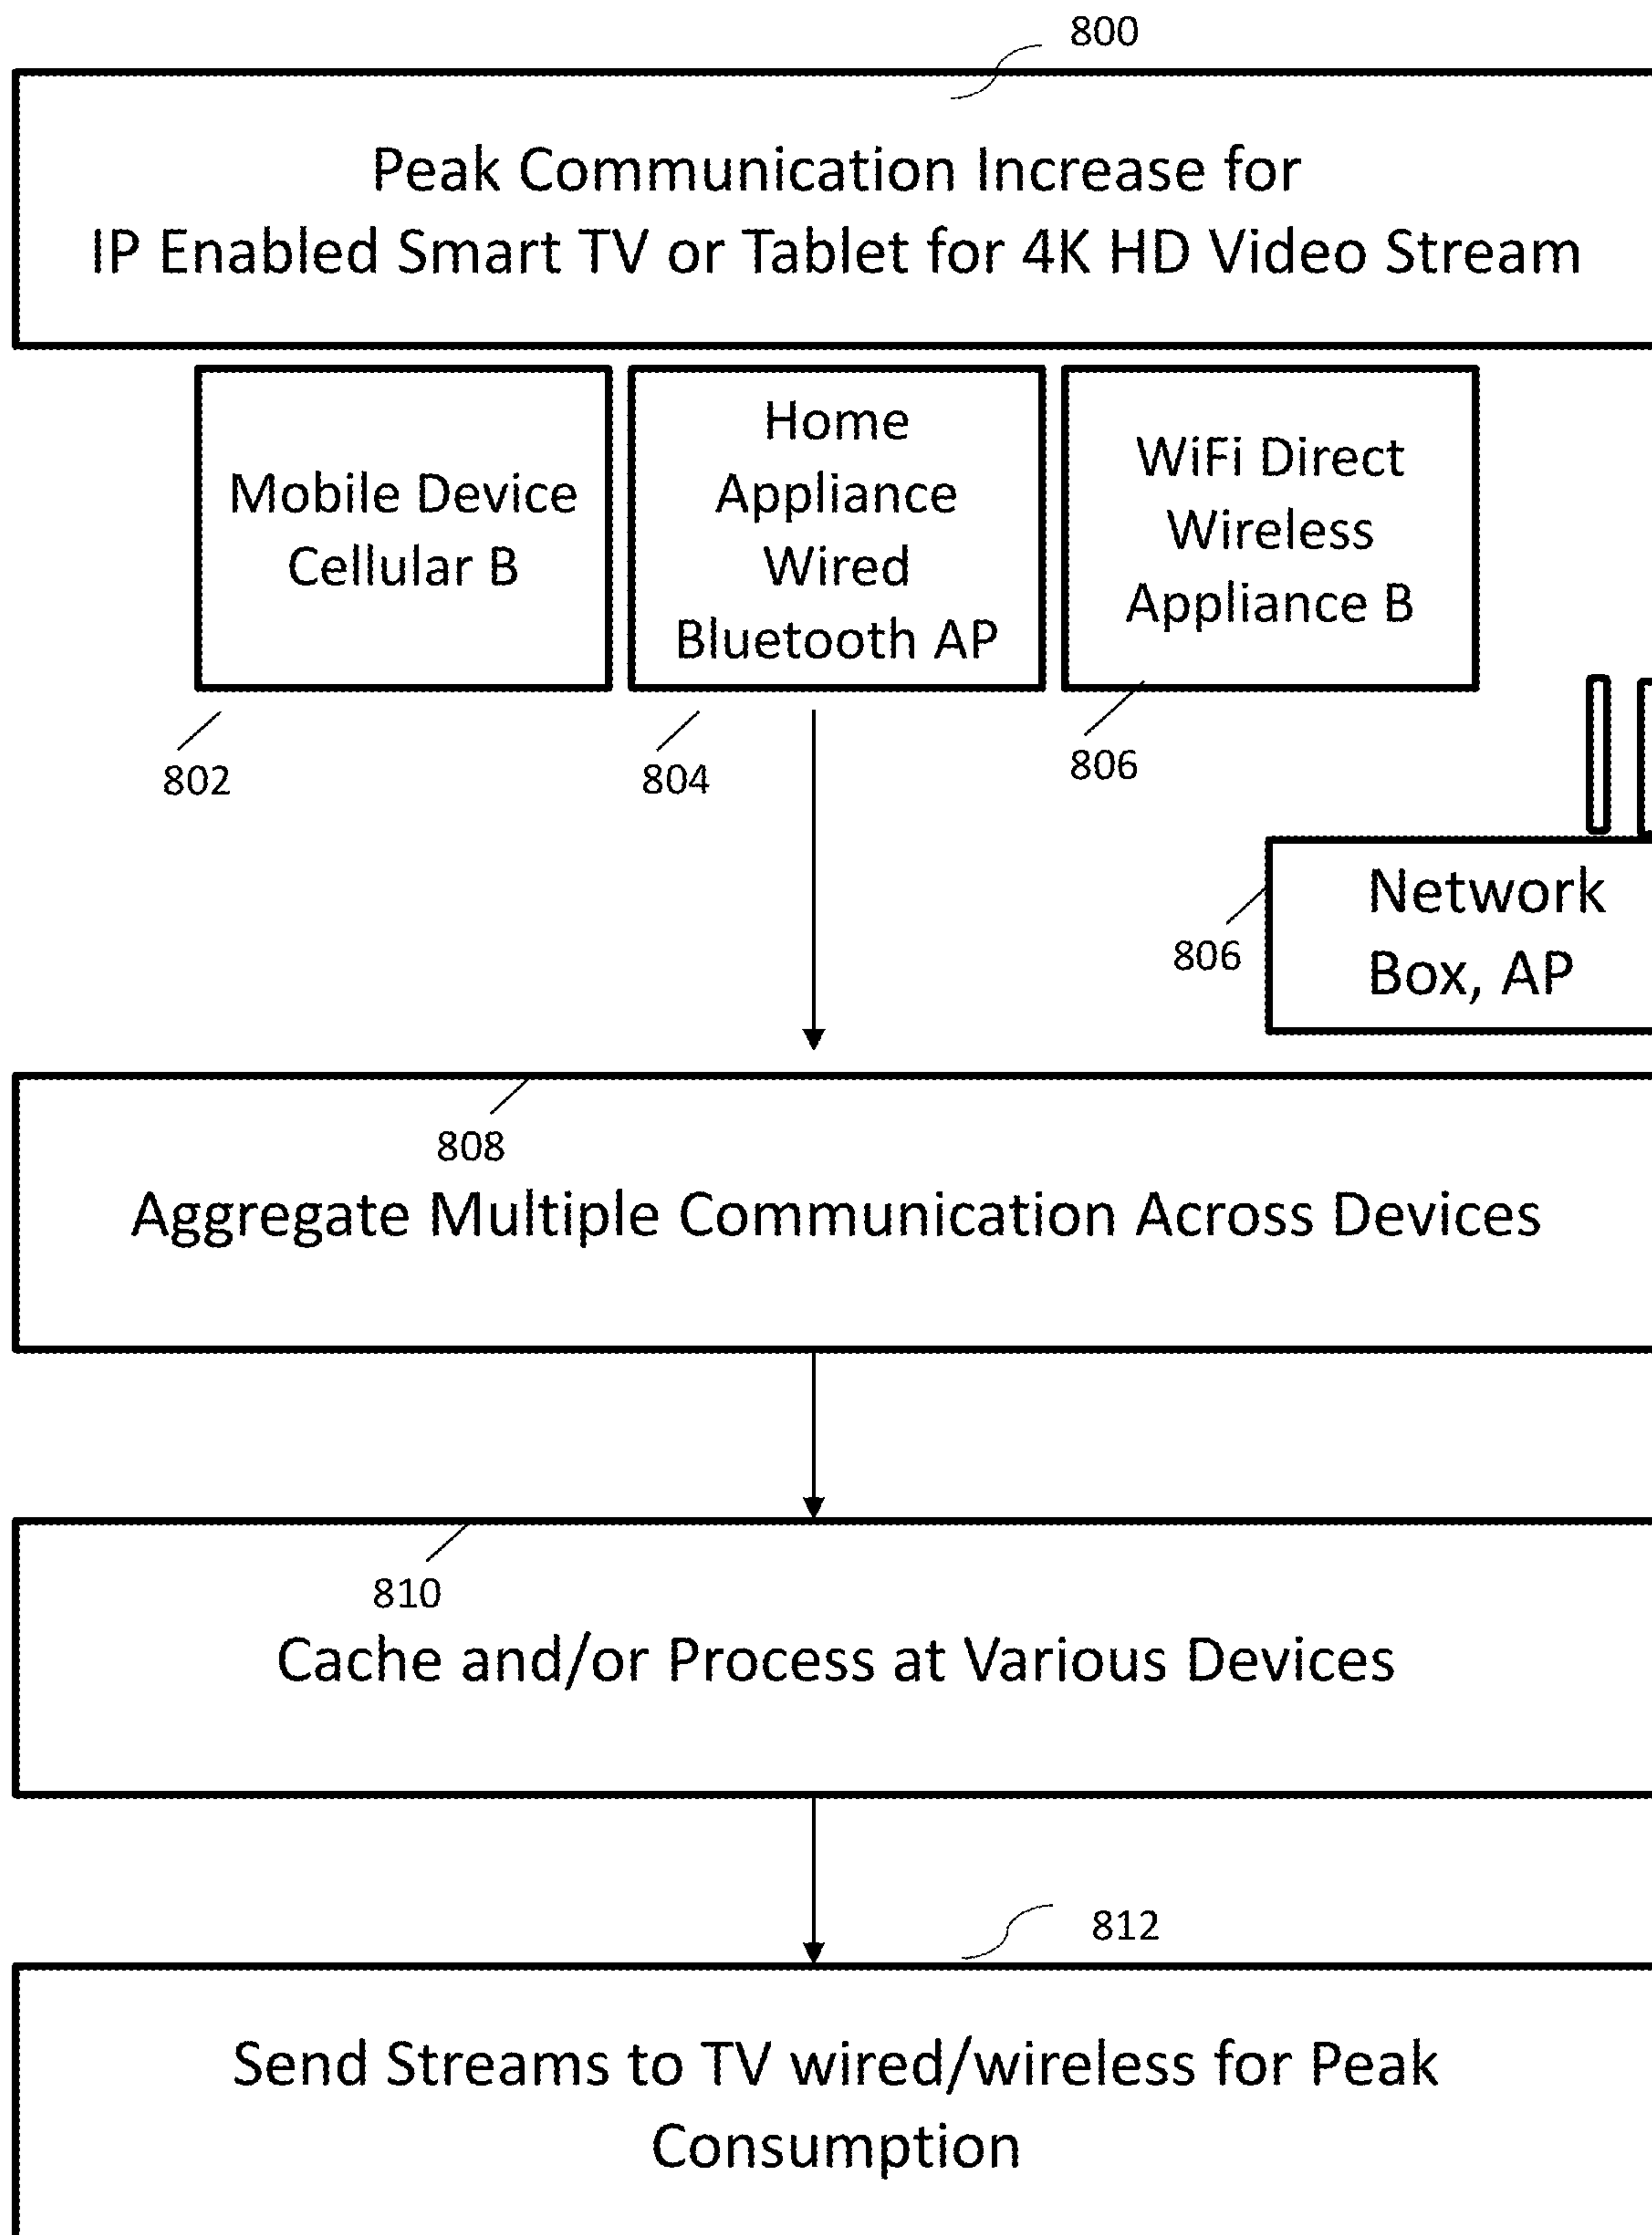 800
Peak Communication Increase for
IP Enabled Smart TV or Tablet for 4K HD Video Stream
Mobile Device
Cellular B
Home
Appliance
Wired
Bluetooth AP
WiFi Direct
Wireless
Appliance B
802
804
806
Network
Box, AP
806
808
Aggregate Multiple Communication Across Devices
810
Cache and/or Process at Various Devices
812
Send Streams to TV wired/wireless for Peak
Consumption